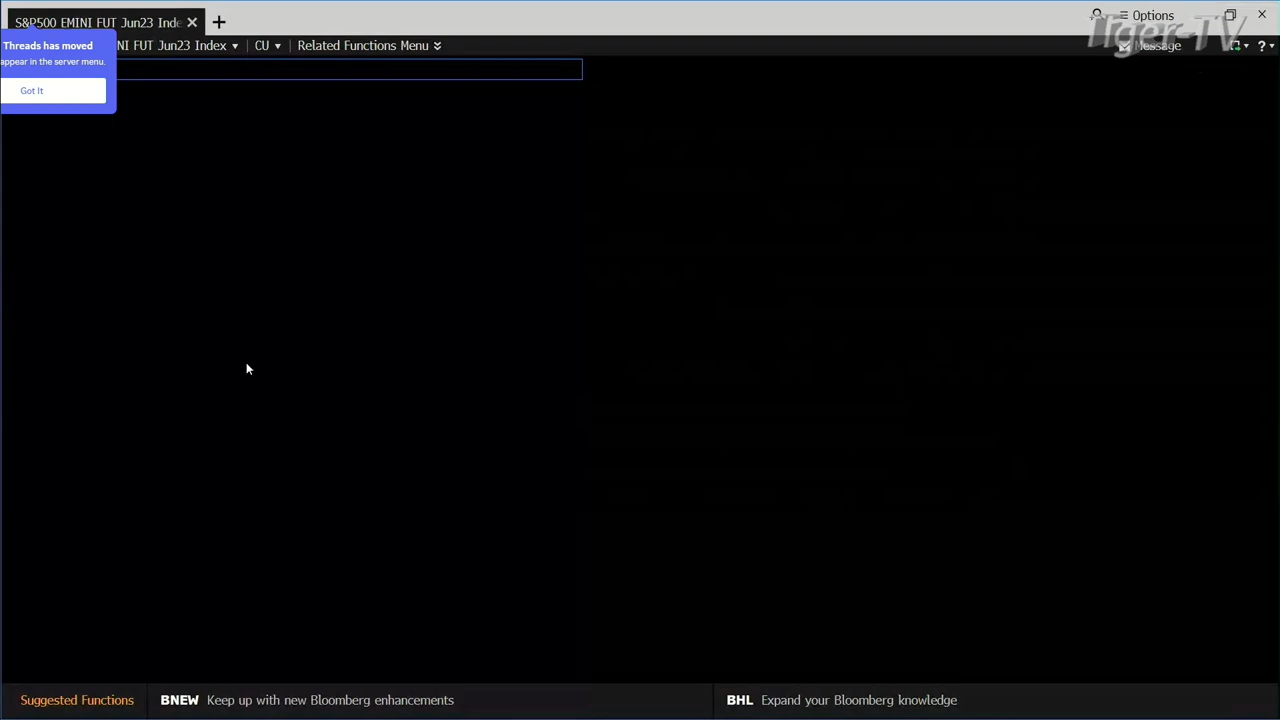 S&P500 EMINI FUT Jun23 Inde
Options
Tiger-TV
Threads has moved
NI FUT Jun23 Index
CU
Related Functions Menu
Message
?
appear in the server menu.
Got It
Suggested Functions
BNEW Keep up with new Bloomberg enhancements
BHL Expand your Bloomberg knowledge